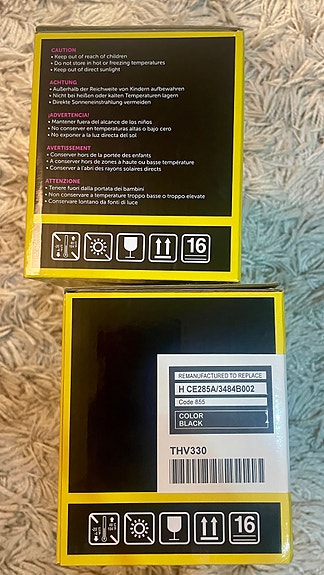 CAUTION
• Keep out of reach of children
• Do not store in hot or freezing temperatures
• Keep out of direct sunlight
ACHTUNG
• Außerhalb der Reichweite von Kindern aufbewahren
• Nicht bei heißen oder kalten Temperaturen lagern
• Direkte Sonneneinstrahlung vermeiden
¡ADVERTENCIA!
• Mantener fuera del alcance de los niños
• No conservar en temperaturas altas o bajo cero
• No exponer a la luz directa del sol
AVERTISSEMENT
• Conserver hors de la portée des enfants
• A conserver hors de zones à haute ou basse température
• Conserver à l'abri des rayons solaires directs
ATTENZIONE
• Tenere fuori dalla portata dei bambini
• Non conservare a temperature troppo basse o troppo elevate
• Conservare lontano da fonti di luce
16
REMANUFACTURED TO REPLACE
H CE285A/3484B002
Code 855
COLOR
BLACK
THV330
16